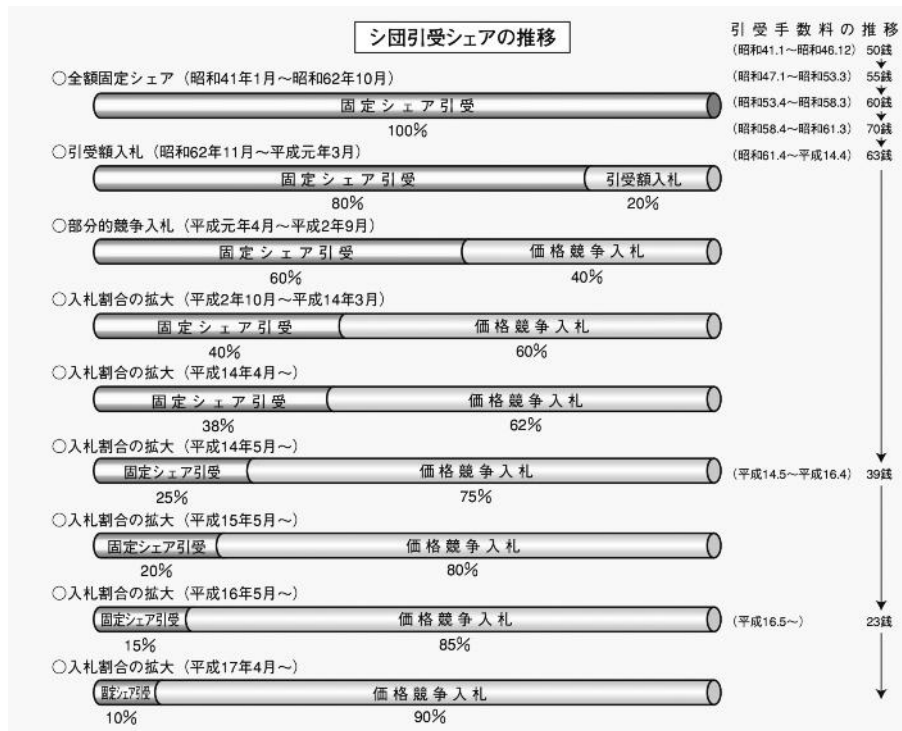 シ団引受シェアの推移
引受手数料の推移
(昭和41.1～昭和46.12) 50銭
(昭和47.1～昭和53.3) 55銭
(昭和53.4～昭和58.3) 60銭
(昭和58.4～昭和61.3) 70銭
(昭和61.4～平成14.4) 63銭
(平成14.5～平成16.4) 39銭
(平成16.5～) 23銭
○全額固定シェア（昭和41年1月～昭和62年10月）
固定シェア引受
100%
○引受額入札（昭和62年11月～平成元年3月）
固定シェア引受 引受額入札
80% 20%
○部分的競争入札（平成元年4月～平成2年9月）
固定シェア引受 価格競争入札
60% 40%
○入札割合の拡大（平成2年10月～平成14年3月）
固定シェア引受 価格競争入札
40% 60%
○入札割合の拡大（平成14年4月～）
固定シェア引受 価格競争入札
38% 62%
○入札割合の拡大（平成14年5月～）
固定シェア引受 価格競争入札
25% 75%
○入札割合の拡大（平成15年5月～）
固定シェア引受 価格競争入札
20% 80%
○入札割合の拡大（平成16年5月～）
固定シェア引受 価格競争入札
15% 85%
○入札割合の拡大（平成17年4月～）
固定シェア引受 価格競争入札
10% 90%